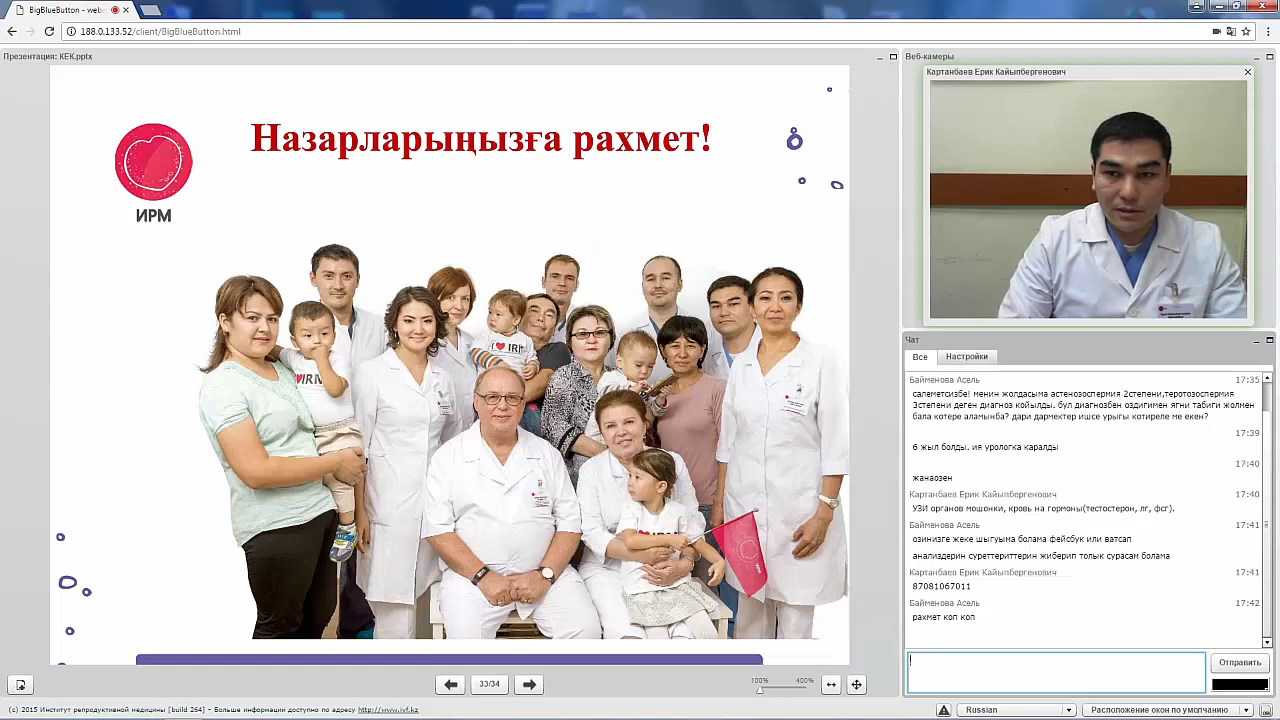 BigBlueButton - web
188.0.133.52/client/BigBlueButton.html
Презентация: КЕК.pptx
Назарларыңызға рахмет!
ИРМ
33/34
100%
400%
Веб-камеры
Картанбаев Ерик Кайыпбергенович
Чат
Все
Настройки
Байменова Асель 17:35
салеметсизбе! менин жолдасыма астенозоспермия 2степени,теротозоспермия
3степени деген диагноз койылды. бул диагнозбен оздигимен ягни табиги жолмен
бала котере аламынба? дари дармектер ишсе урыгы котериле ме екен?
17:39
6 жыл болды. ия урологка каралды
17:40
жанаозен
Картанбаев Ерик Кайыпбергенович 17:40
УЗИ органов мошонки, кровь на гормоны(тестостерон, лг, фсг).
Байменова Асель 17:41
озинизге жеке шыгуыма болама фейсбук или ватсап
анализдерин суреттериттерин жиберип толык сурасам болама
Картанбаев Ерик Кайыпбергенович 17:41
87081067011
Байменова Асель 17:42
рахмет коп коп
Отправить
(c) 2015 Институт репродуктивной медицины [build 264] - Больше информации доступно по адресу http://www.ivf.kz
Russian
Расположение окон по умолчанию